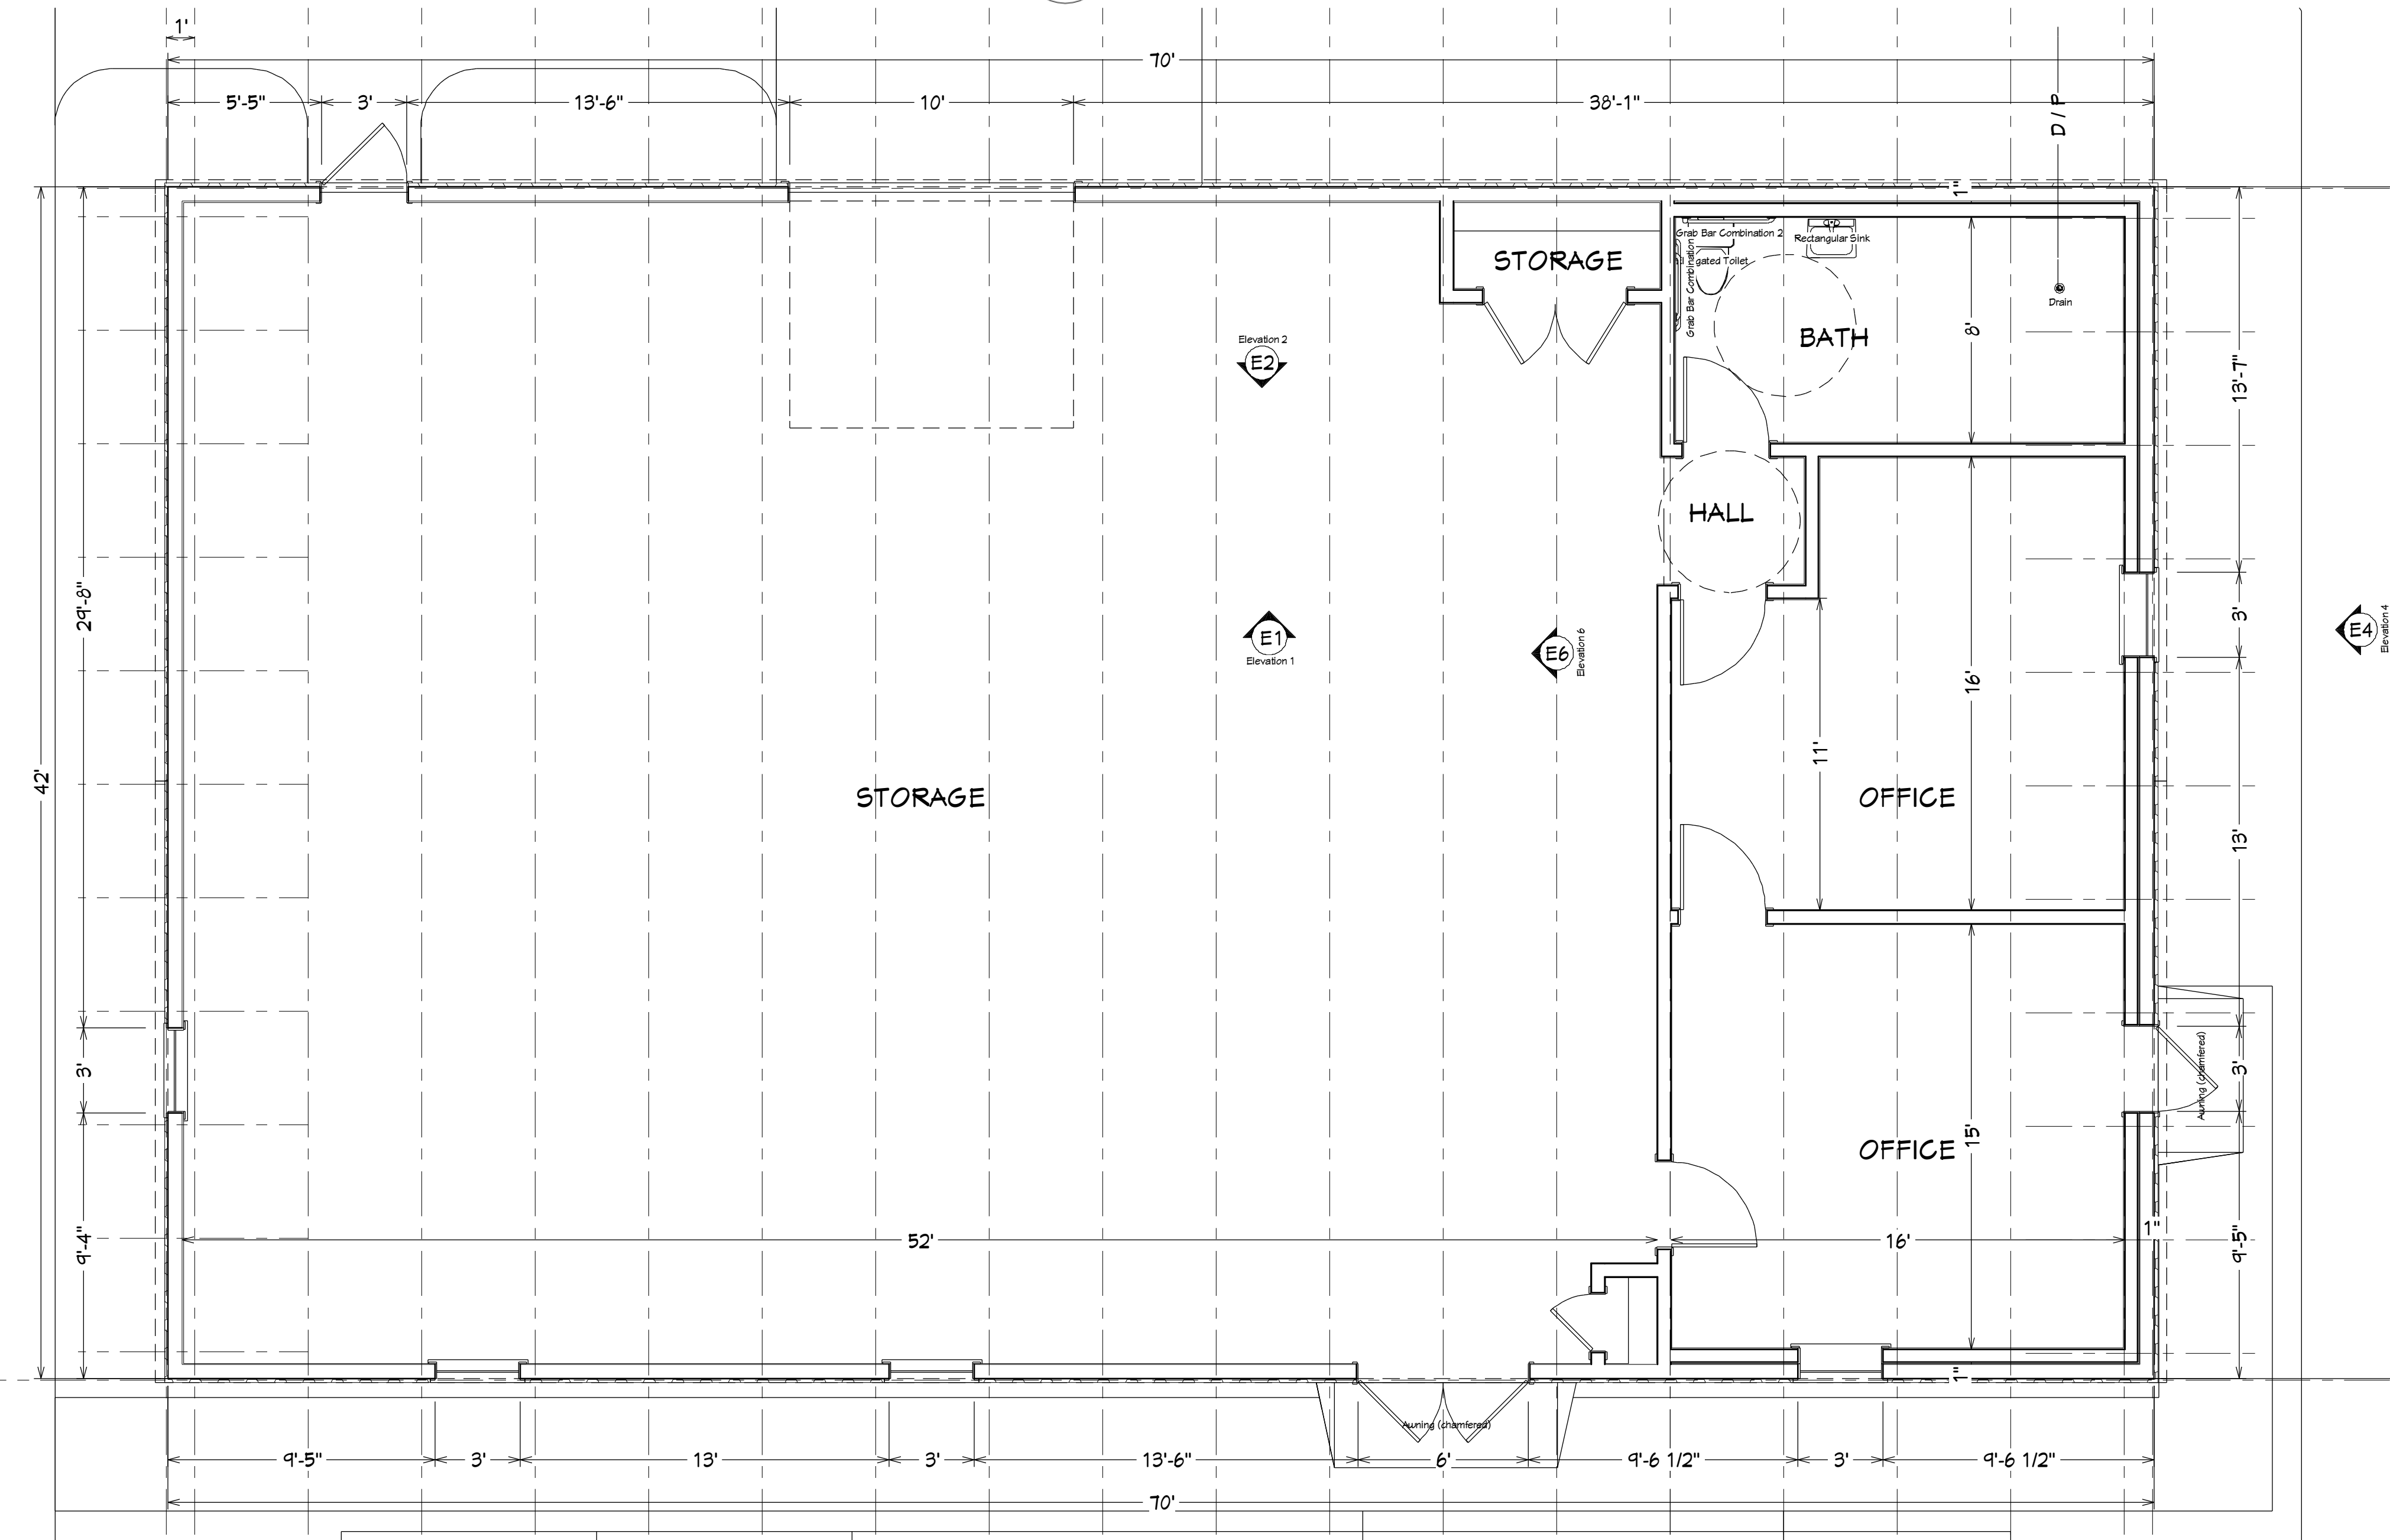 1'
70'
5'-5" 3' 13'-6" 10' 38'-1"
D / P
1"
Grab Bar Combination 2
Rectangular Sink
gated Toilet
Grab Bar Combination
STORAGE
Drain
BATH
8'
Elevation 2
E2
13'-7"
HALL
29'-8"
3'
E4
Elevation 4
E1
Elevation 1
E6
Elevation 6
16'
11'
42'
STORAGE
OFFICE
13'
3'
Awning (chamfered)
3'
OFFICE
15'
9'-4"
52'
16'
1"
9'-5"
1"
Awning (chamfered)
9'-5" 3' 13' 3' 13'-6" 6' 9'-6 1/2" 3' 9'-6 1/2"
70'